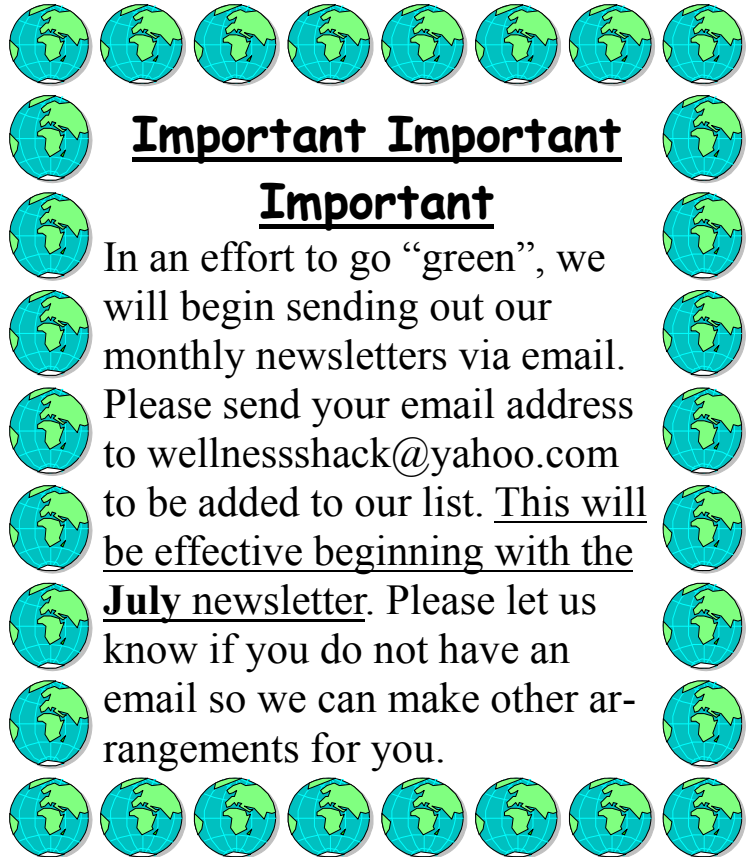 Important Important
Important
In an effort to go “green”, we
will begin sending out our
monthly newsletters via email.
Please send your email address
to wellnessshack@yahoo.com
to be added to our list. This will
be effective beginning with the
July newsletter. Please let us
know if you do not have an
email so we can make other ar-
rangements for you.